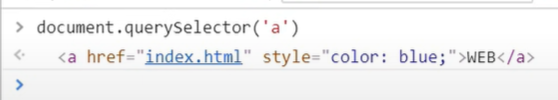 > document.querySelector('a')
<· <a href="index.html" style="color: blue;">WEB</a>
>